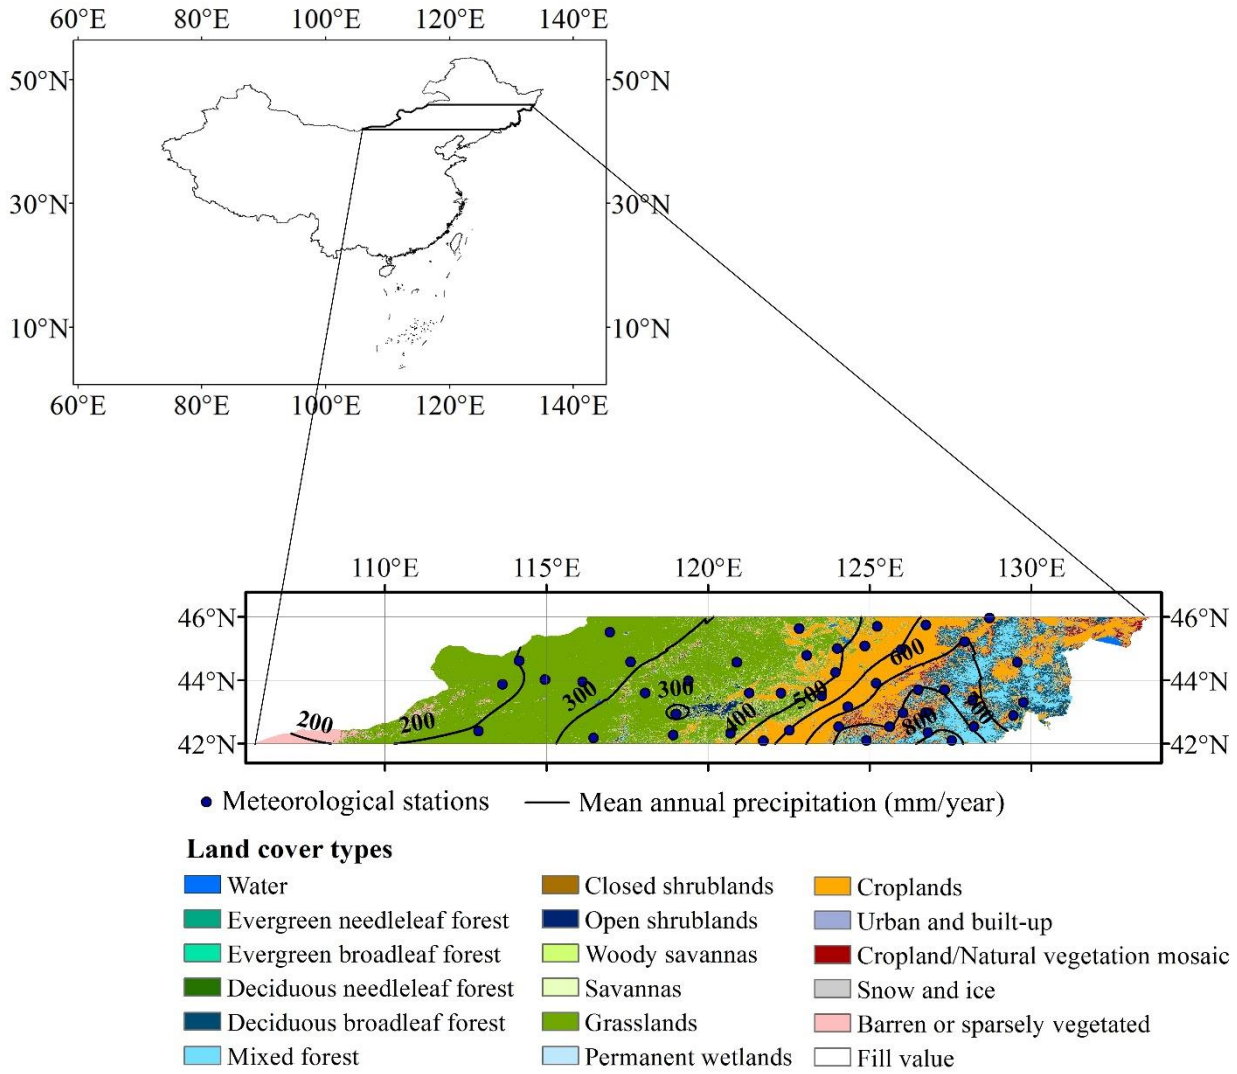 60°E 80°E 100°E 120°E 140°E
50°N 50°N
30°N 30°N
10°N 10°N
60°E 80°E 100°E 120°E 140°E
110°E 115°E 120°E 125°E 130°E
46°N 46°N
600
44°N 300 300 44°N
500
200 200 400 800 700
42°N 42°N
Meteorological stations Mean annual precipitation (mm/year)
Land cover types
Water Closed shrublands Croplands
Evergreen needleleaf forest Open shrublands Urban and built-up
Evergreen broadleaf forest Woody savannas Cropland/Natural vegetation mosaic
Deciduous needleleaf forest Savannas Snow and ice
Deciduous broadleaf forest Grasslands Barren or sparsely vegetated
Mixed forest Permanent wetlands Fill value